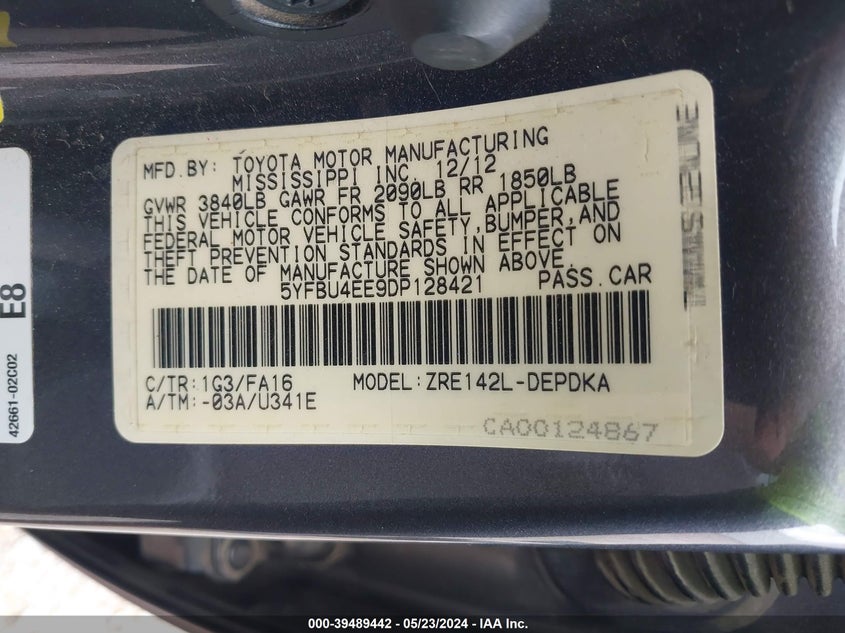 MFD.BY: TOYOTA MOTOR MANUFACTURING
MISSISSIPPI INC. 12/12
GVWR 3840LB GAWR FR 2090LB RR 1850LB
THIS VEHICLE CONFORMS TO ALL APPLICABLE
FEDERAL MOTOR VEHICLE SAFETY,BUMPER,AND
THEFT PREVENTION STANDARDS IN EFFECT ON
THE DATE OF MANUFACTURE SHOWN ABOVE.
5YFBU4EE9DP128421 PASS.CAR
C/TR:1G3/FA16 MODEL:ZRE142L-DEPDKA
A/TM:-03A/U341E
CA00124867
42661-02C02
E8
000-39489442 - 05/23/2024 - IAA Inc.